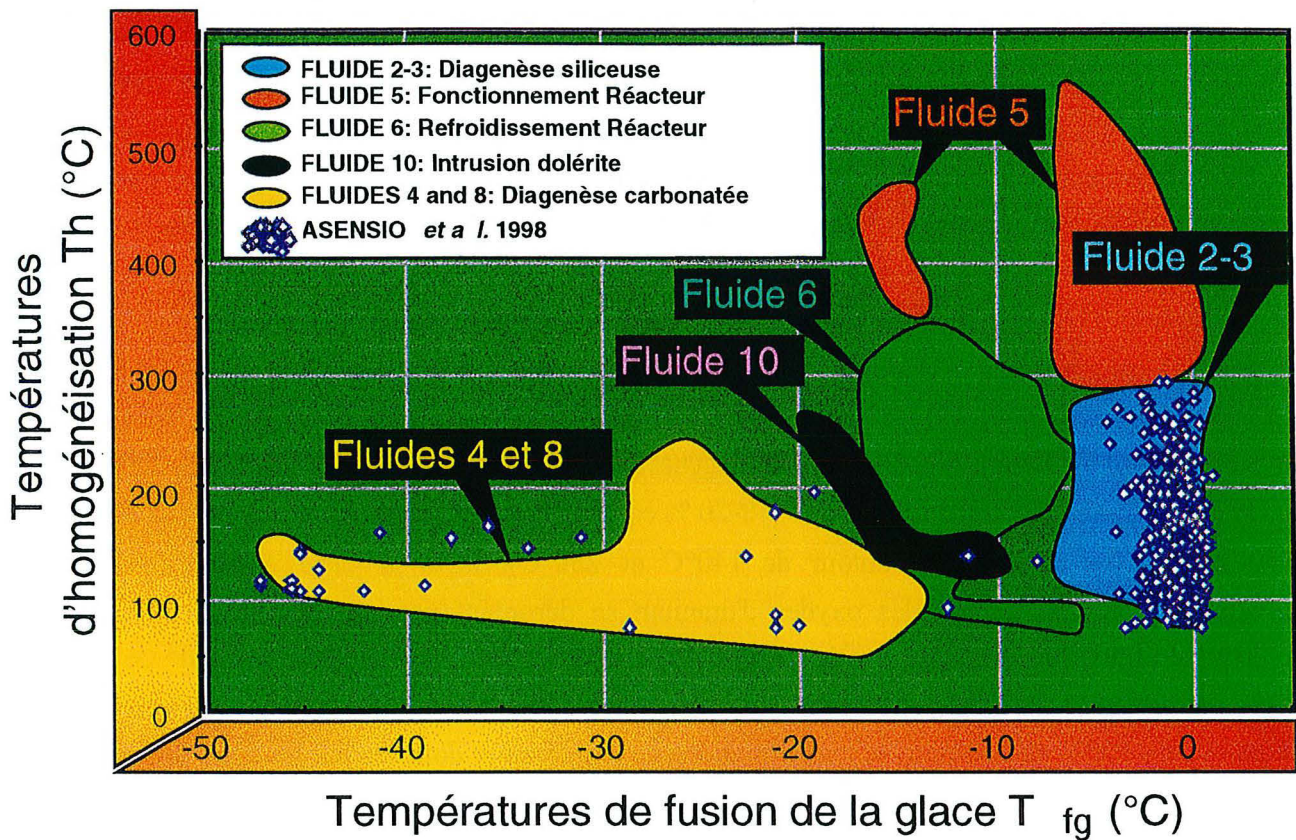 600
500
400
300
200
100
0
Températures
d'homogénéisation Th (°C)
FLUIDE 2-3: Diagenèse siliceuse
FLUIDE 5: Fonctionnement Réacteur
FLUIDE 6: Refroidissement Réacteur
FLUIDE 10: Intrusion dolérite
FLUIDES 4 and 8: Diagenèse carbonatée
ASENSIO et a l. 1998
Fluide 5
Fluide 2-3
Fluide 6
Fluide 10
Fluides 4 et 8
-50 -40 -30 -20 -10 0
Températures de fusion de la glace T fg (°C)